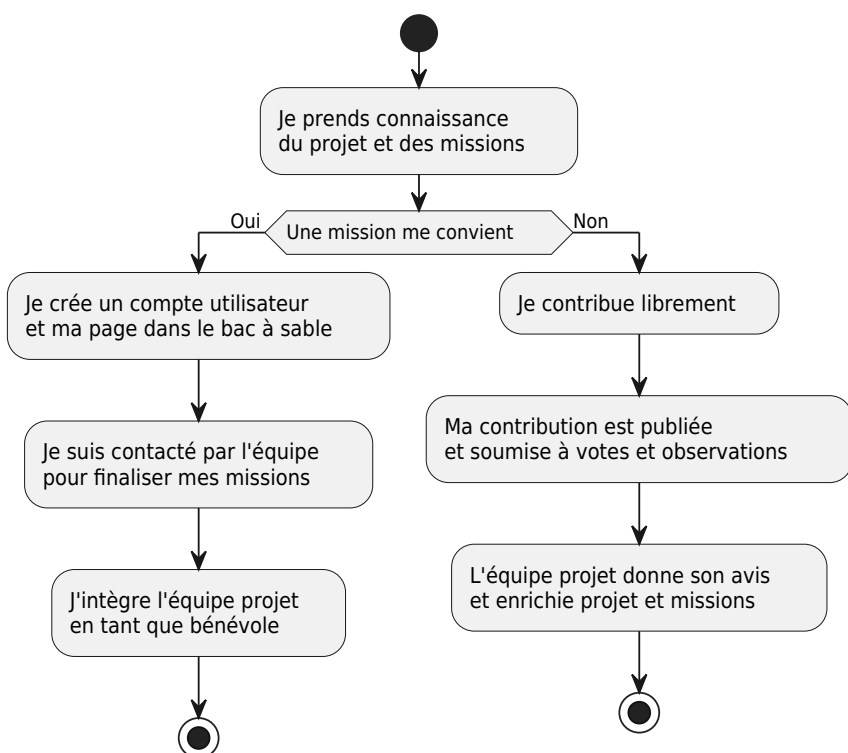 Je prends connaissance
du projet et des missions
Oui
Une mission me convient
Non
Je crée un compte utilisateur
et ma page dans le bac à sable
Je suis contacté par l'équipe
pour finaliser mes missions
J'intègre l'équipe projet
en tant que bénévole
Je contribue librement
Ma contribution est publiée
et soumise à votes et observations
L'équipe projet donne son avis
et enrichie projet et missions